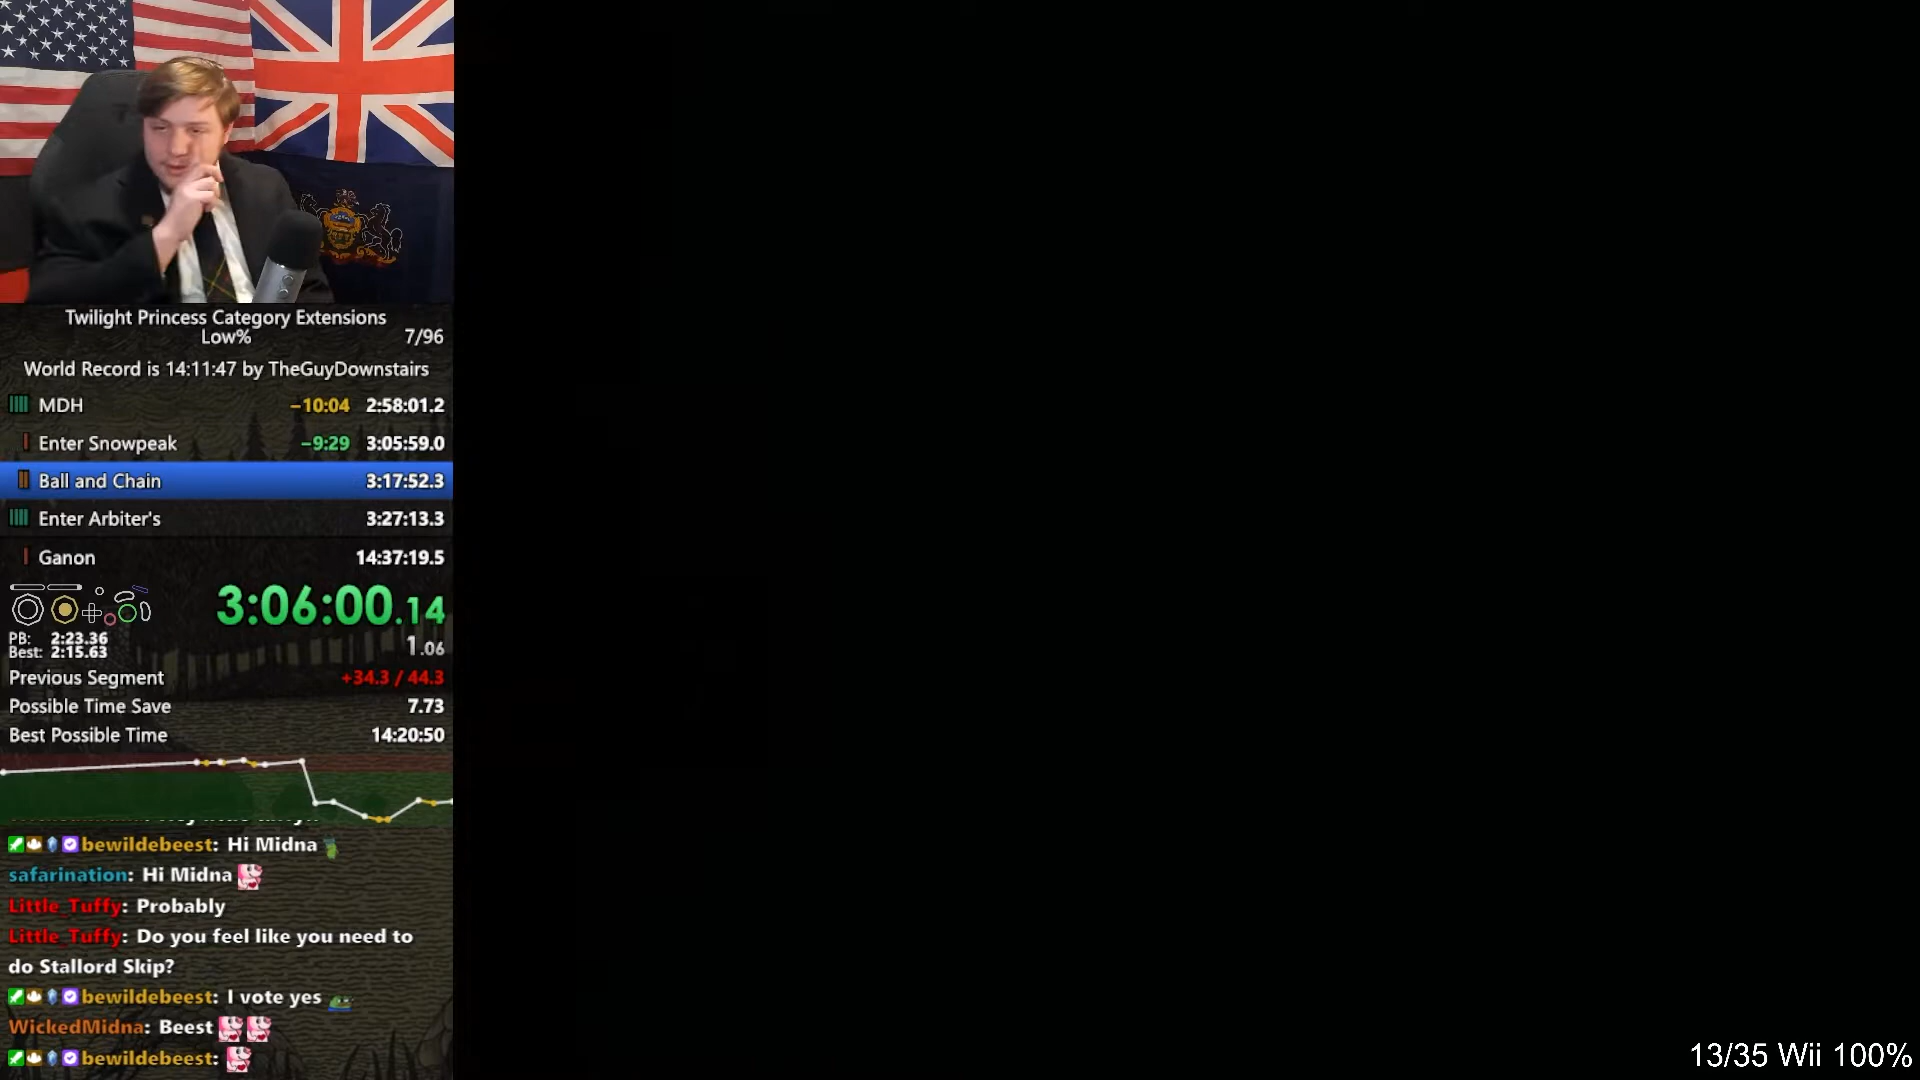 Twilight Princess Category Extensions
Low%
7/96
World Record is 14:11:47 by TheGuyDownstairs
MDH −10:04 2:58:01.2
Enter Snowpeak −9:29 3:05:59.0
Ball and Chain 3:17:52.3
Enter Arbiter's 3:27:13.3
Ganon 14:37:19.5
3:06:00.14
PB: 2:23.36
Best: 2:15.63
1.06
Previous Segment +34.3 / 44.3
Possible Time Save 7.73
Best Possible Time 14:20:50
bewildebeest: Hi Midna
safarination: Hi Midna
Little_Tuffy: Probably
Little_Tuffy: Do you feel like you need to
do Stallord Skip?
bewildebeest: I vote yes
WickedMidna: Beest
bewildebeest:
13/35 Wii 100%